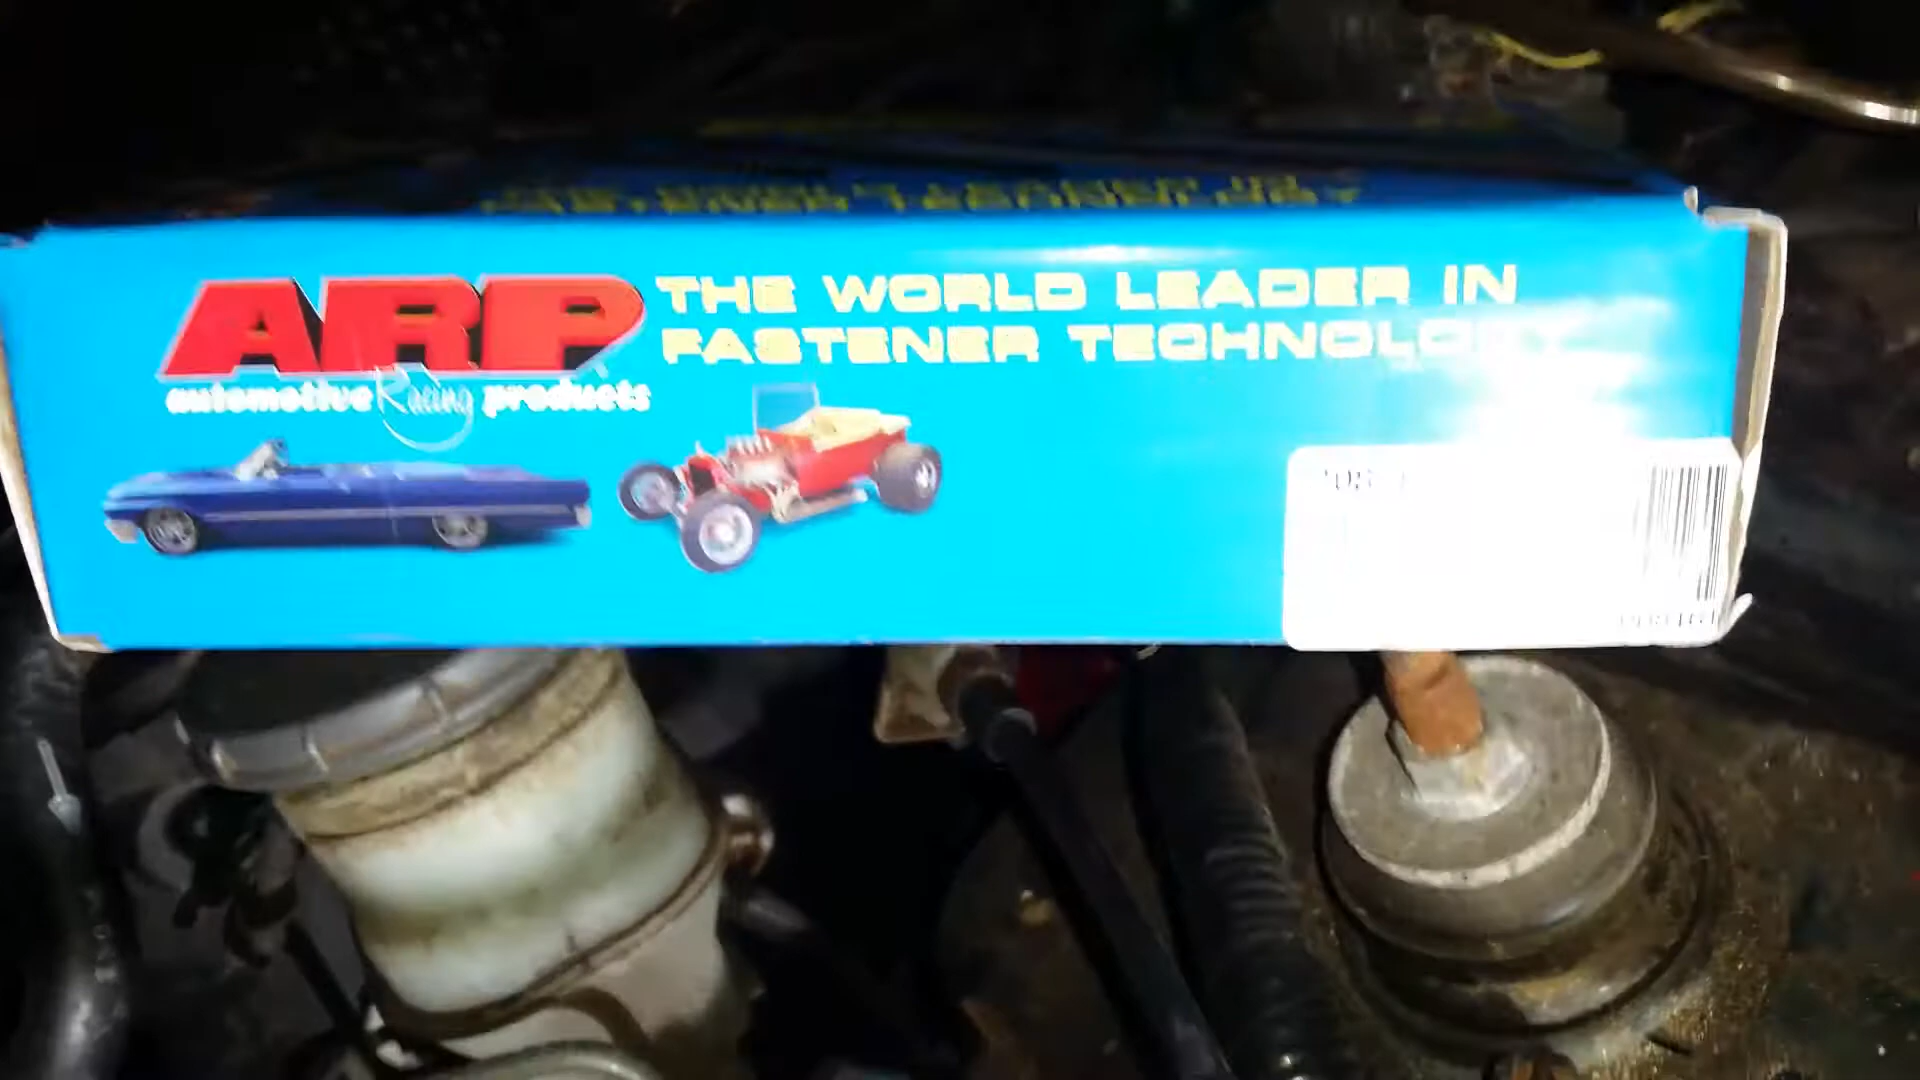 ARP
automotive Racing products
THE WORLD LEADER IN
FASTENER TECHNOLOGY